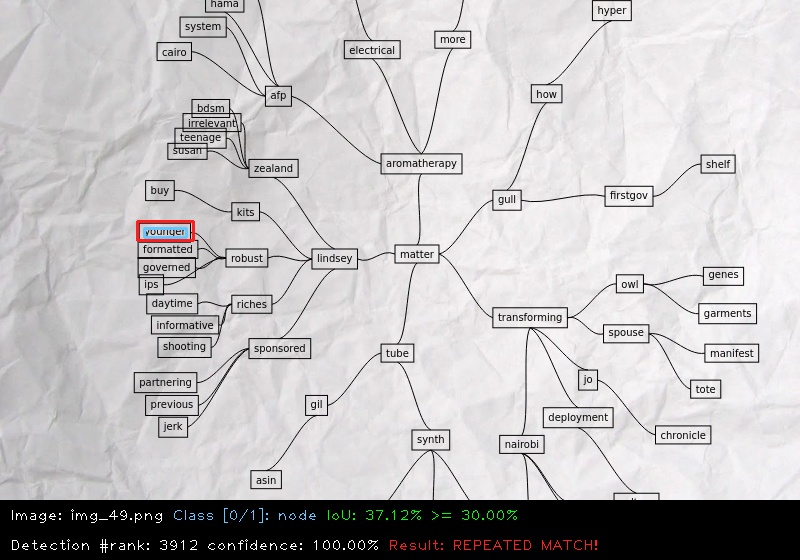 hama
hyper
system
more
electrical
cairo
afp
how
bdsm
irrelevant
teenage
susan
aromatherapy
shelf
zealand
buy
firstgov
gull
kits
younger
formatted
matter
robust
lindsey
governed
genes
ips
owl
daytime
riches
garments
transforming
informative
spouse
shooting
sponsored
tube
manifest
partnering
jo
tote
previous
gil
deployment
jerk
chronicle
synth
nairobi
asin
Image: img_49.png Class [0/1]: node IoU: 37.12% >= 30.00%
Detection #rank: 3912 confidence: 100.00% Result: REPEATED MATCH!